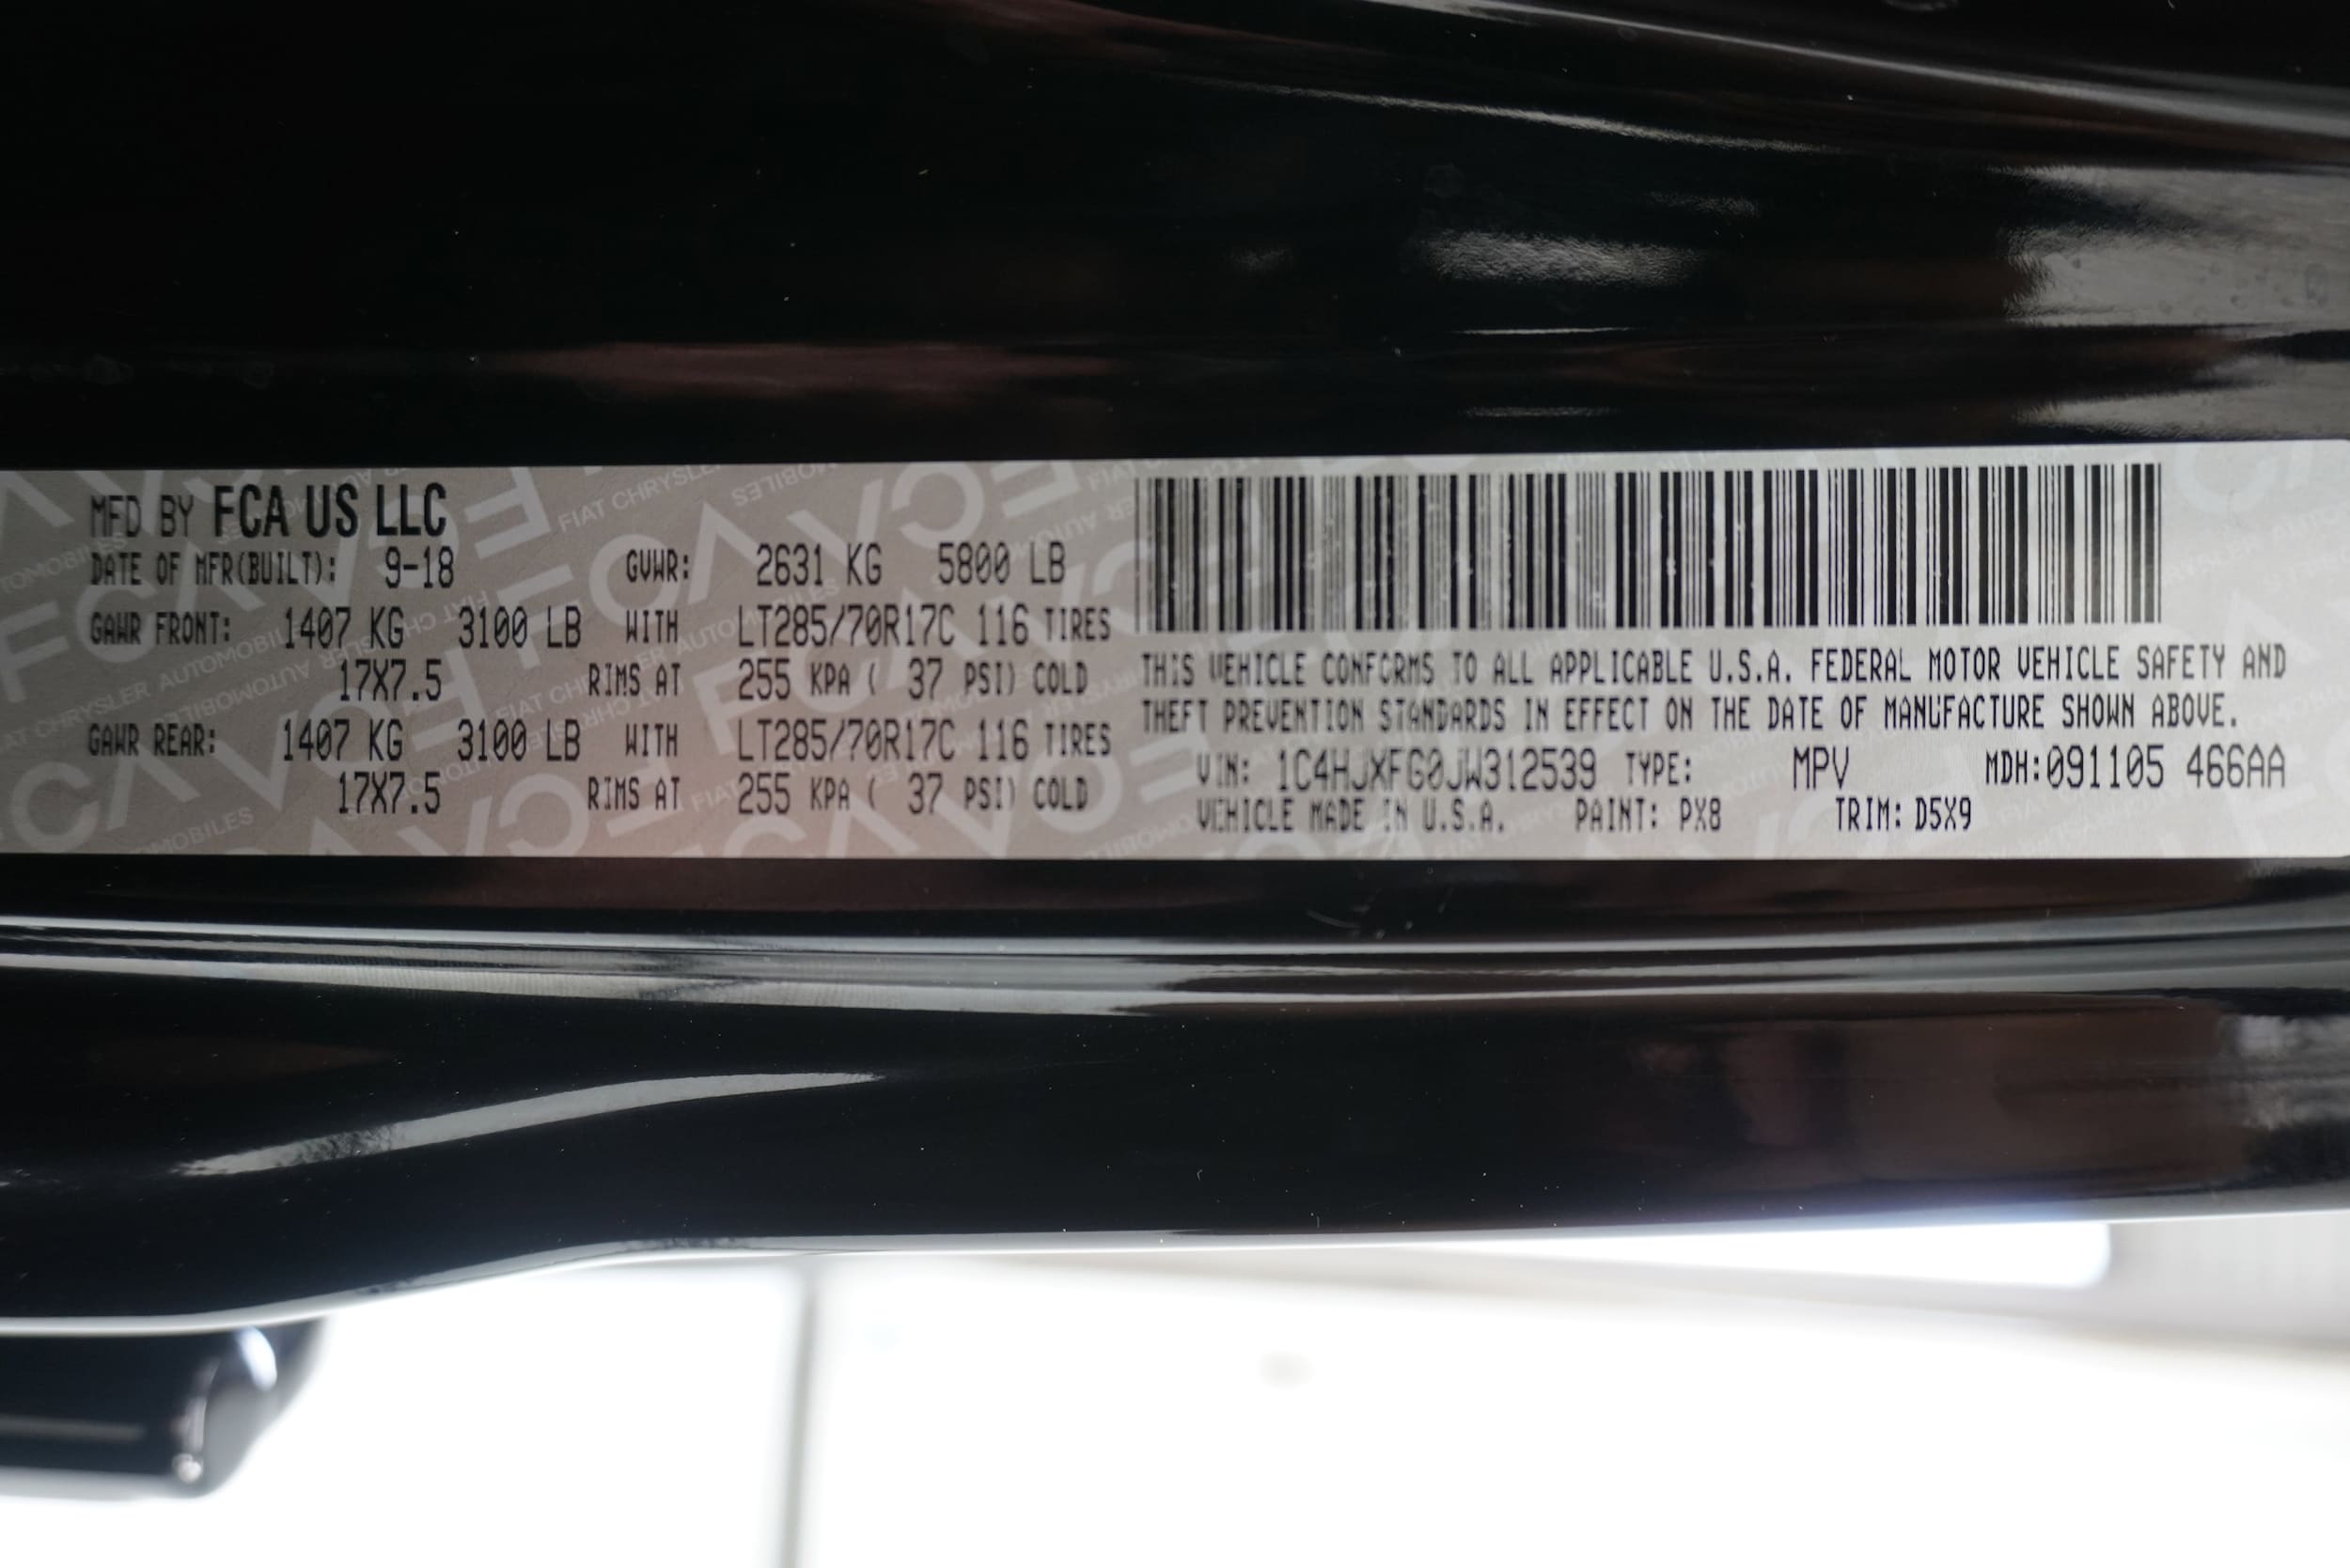 MFD BY FCA US LLC
DATE OF MFR(BUILT): 9-18 GVWR: 2631 KG 5800 LB
GAWR FRONT: 1407 KG 3100 LB WITH LT285/70R17C 116 TIRES
17X7.5 RIMS AT 255 KPA ( 37 PSI) COLD
GAWR REAR: 1407 KG 3100 LB WITH LT285/70R17C 116 TIRES
17X7.5 RIMS AT 255 KPA ( 37 PSI) COLD
THIS VEHICLE CONFORMS TO ALL APPLICABLE U.S.A. FEDERAL MOTOR VEHICLE SAFETY AND
THEFT PREVENTION STANDARDS IN EFFECT ON THE DATE OF MANUFACTURE SHOWN ABOVE.
VIN: 1C4HJXFG0JW312539 TYPE: MPV MDH:091105 466AA
VEHICLE MADE IN U.S.A. PAINT: PX8 TRIM: D5X9